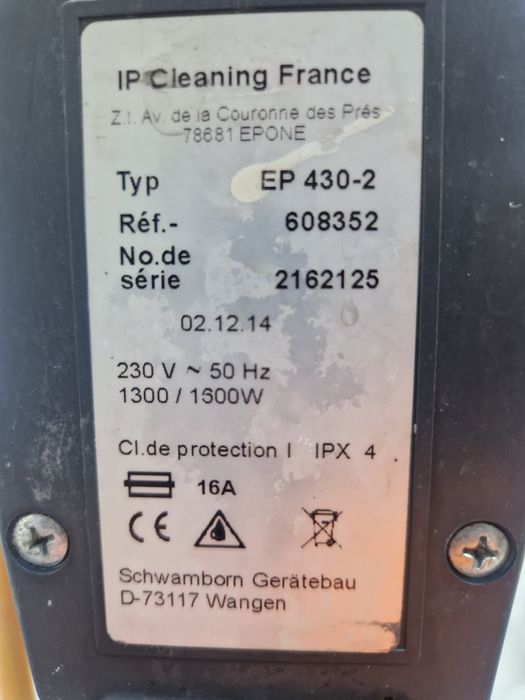 IP Cleaning France
Z.I. Av. de la Couronne des Prés
78681 EPONE
Typ EP 430-2
Réf.- 608352
No.de
série 2162125
02.12.14
230 V ~ 50 Hz
1300 / 1500W
Cl.de protection I IPX 4
16A
CE
Schwamborn Gerätebau
D-73117 Wangen